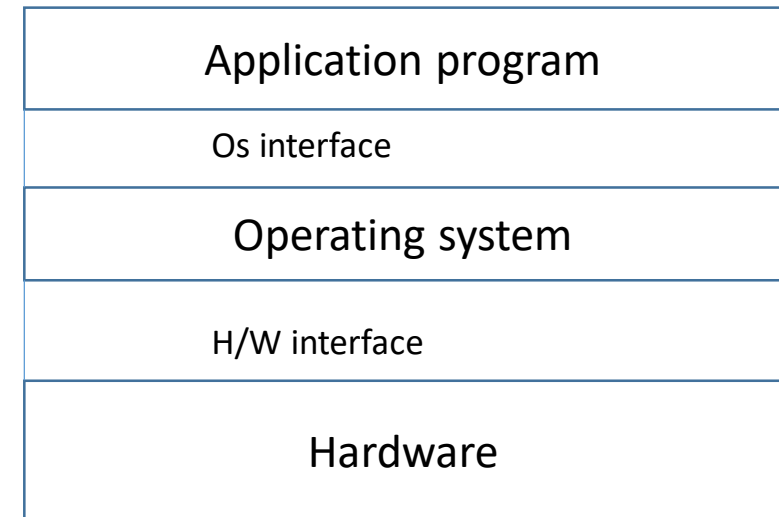 Application program
Os interface
Operating system
H/W interface
Hardware